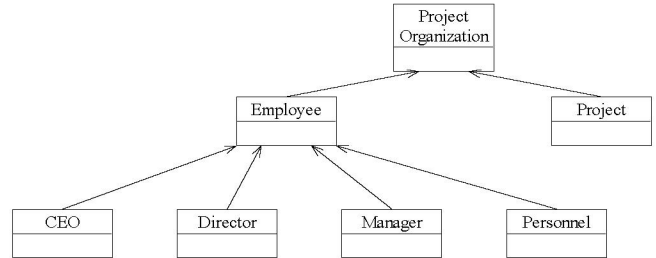 Project
Organization
Employee
Project
CEO
Director
Manager
Personnel